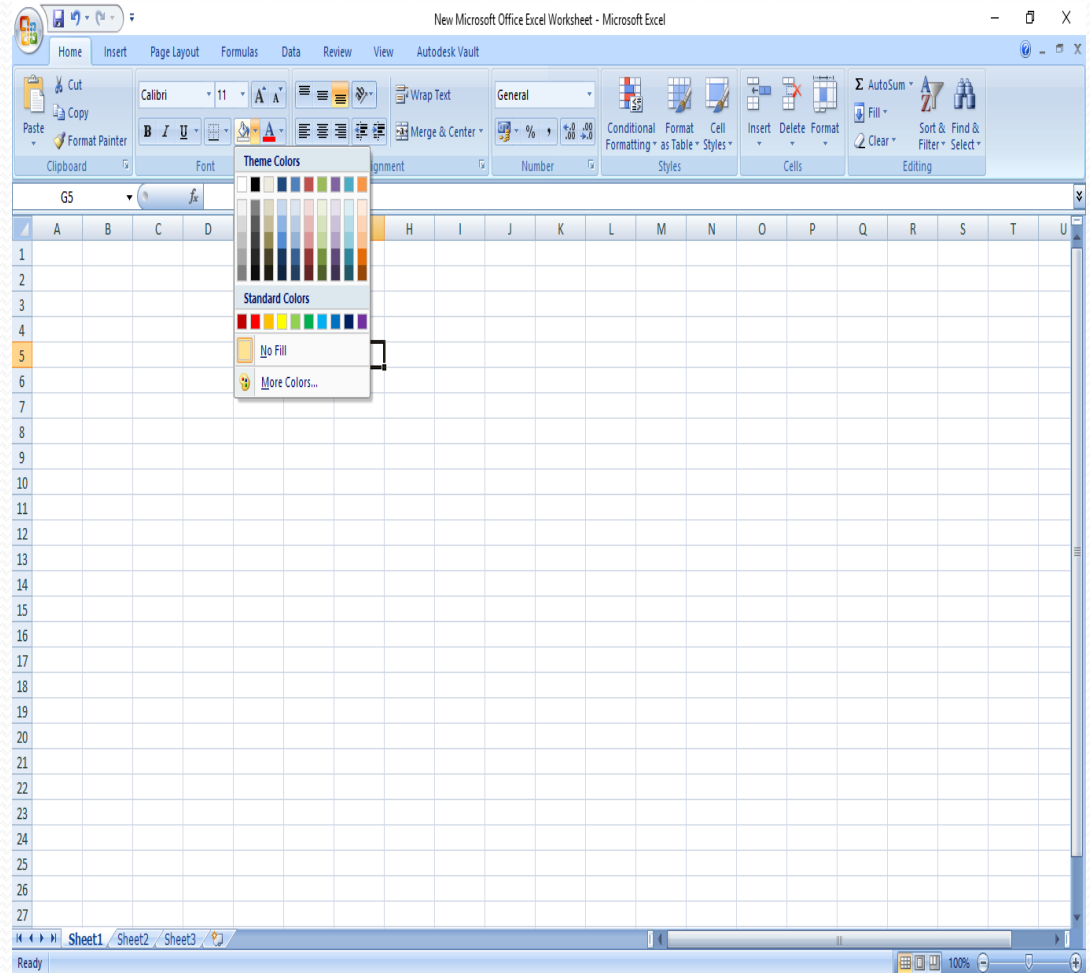 New Microsoft Office Excel Worksheet - Microsoft Excel
Home Insert Page Layout Formulas Data Review View Autodesk Vault
Paste
Cut
Copy
Format Painter
Clipboard
Calibri 11
B I U
Font
Wrap Text
Merge & Center
gnment
General
% , .0 .00 .00 .0
Number
Conditional Formatting
Format as Table
Cell Styles
Styles
Insert Delete Format
Cells
Σ AutoSum
Fill
Clear
Sort & Filter
Find & Select
Editing
G5 fx
Theme Colors
Standard Colors
No Fill
More Colors...
A B C D H I J K L M N O P Q R S T U
1
2
3
4
5
6
7
8
9
10
11
12
13
14
15
16
17
18
19
20
21
22
23
24
25
26
27
Sheet1 Sheet2 Sheet3
Ready 100%